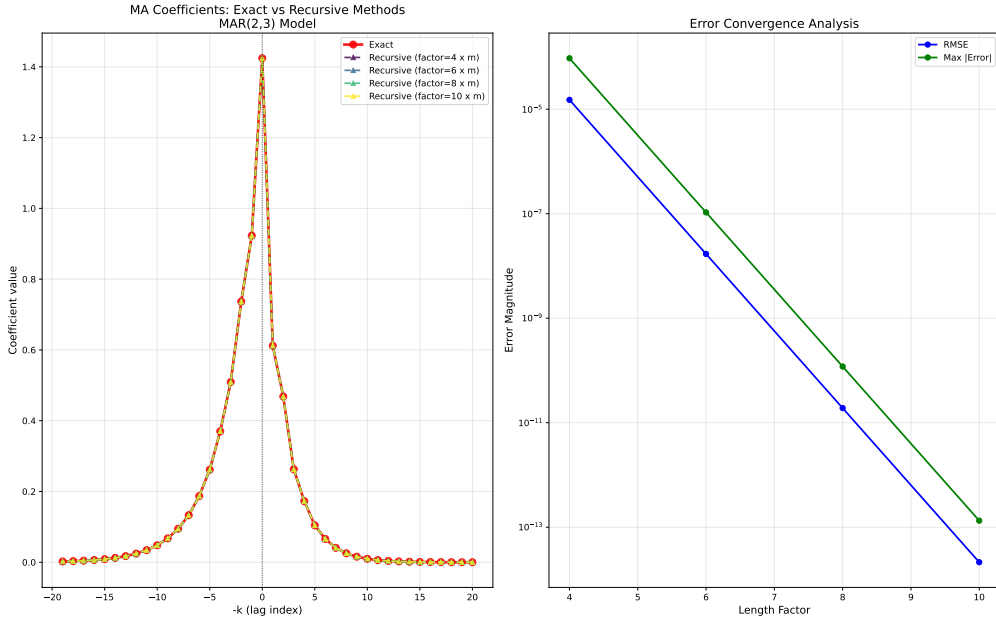 MA Coefficients: Exact vs Recursive Methods
MAR(2,3) Model
Exact
Recursive (factor=4 x m)
Recursive (factor=6 x m)
Recursive (factor=8 x m)
Recursive (factor=10 x m)
Coefficient value
1.4
1.2
1.0
0.8
0.6
0.4
0.2
0.0
−20
−15
−10
−5
0
5
10
15
20
-k (lag index)
Error Convergence Analysis
RMSE
Max |Error|
Error Magnitude
10⁻⁵
10⁻⁷
10⁻⁹
10⁻¹¹
10⁻¹³
4
5
6
7
8
9
10
Length Factor